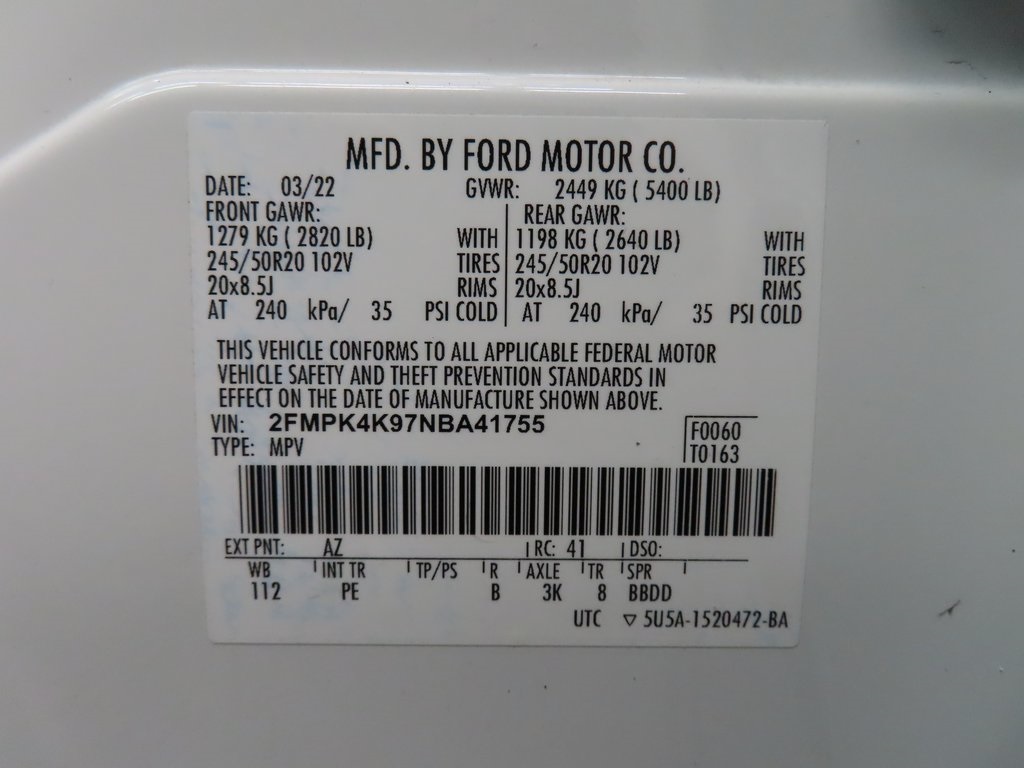 MFD. BY FORD MOTOR CO.
DATE: 03/22 GVWR: 2449 KG ( 5400 LB)
FRONT GAWR: REAR GAWR:
1279 KG ( 2820 LB) WITH 1198 KG ( 2640 LB) WITH
245/50R20 102V TIRES 245/50R20 102V TIRES
20x8.5J RIMS 20x8.5J RIMS
AT 240 kPa/ 35 PSI COLD AT 240 kPa/ 35 PSI COLD
THIS VEHICLE CONFORMS TO ALL APPLICABLE FEDERAL MOTOR
VEHICLE SAFETY AND THEFT PREVENTION STANDARDS IN
EFFECT ON THE DATE OF MANUFACTURE SHOWN ABOVE.
VIN: 2FMPK4K97NBA41755 F0060
TYPE: MPV T0163
EXT PNT: AZ RC: 41 DSO:
WB INT TR TP/PS R AXLE TR SPR
112 PE B 3K 8 BBDD
UTC ▽ 5U5A-1520472-BA